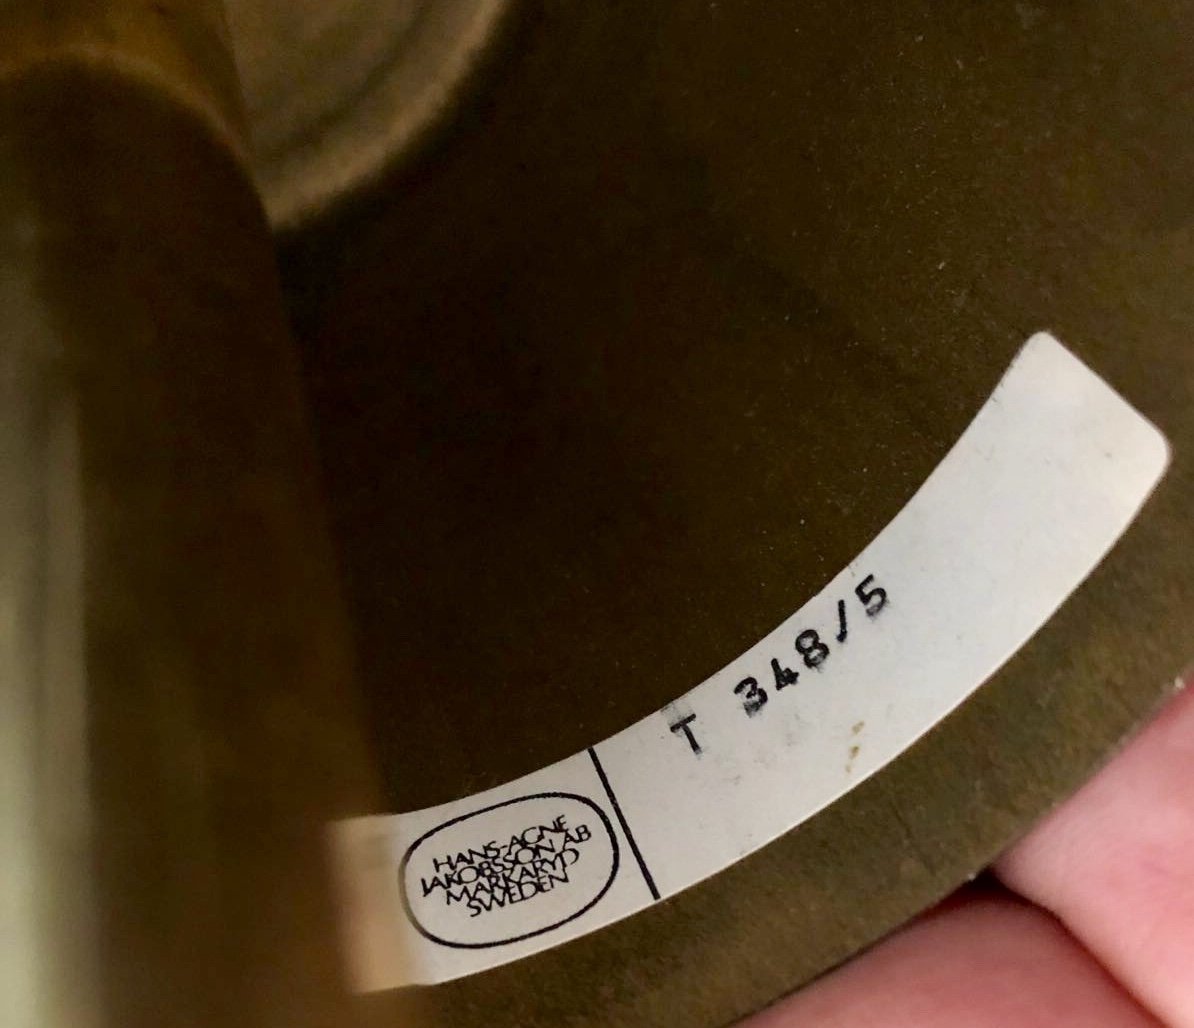 HANS-AGNE
JAKOBSSON AB
MARKARYD
SWEDEN
T 348/5